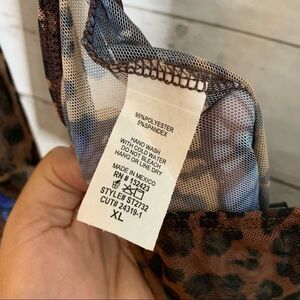 95%POLYESTER
5%SPANDEX
HAND WASH
WITH COLD WATER
DO NOT BLEACH
HANG OR LINE DRY
MADE IN MEXICO
RN # 152423
STYLE# ST2732
CUT# 24319-1
XL